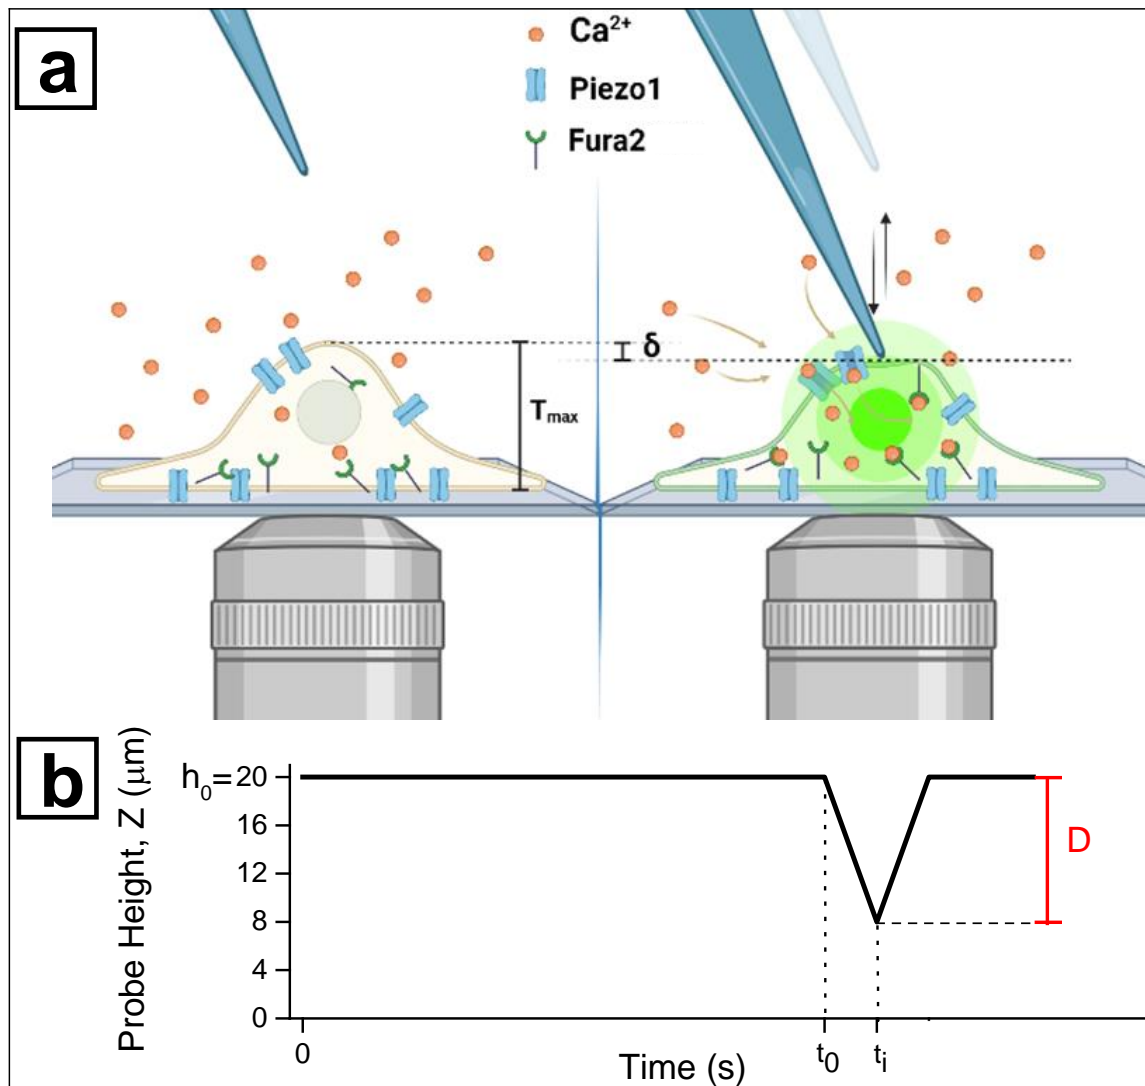 a
Ca²⁺
Piezo1
Fura2
δ
Tmax
b
Probe Height, Z (μm)
h₀=20
16
12
8
4
0
D
0
t₀
tᵢ
Time (s)